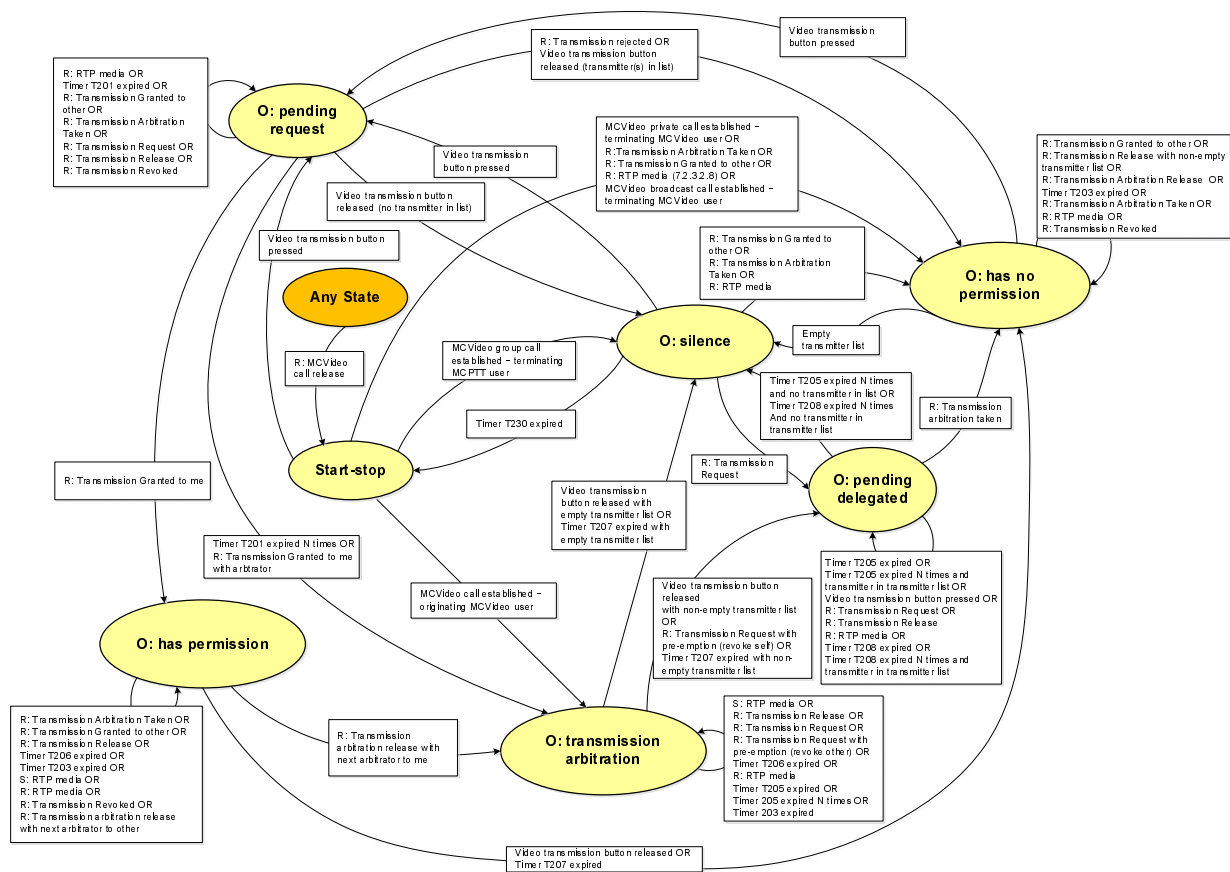 Video transmission
button pressed
R: Transmission rejected OR
Video transmission button
released (transmitter(s) in list)
R: RTP media OR
Timer T201 expired OR
R: Transmission Granted to
other OR
R: Transmission Arbitration
Taken OR
R: Transmission Request OR
R: Transmission Release OR
R: Transmission Revoked
O: pending
request
MCVideo private call established –
terminating MCVideo user OR
R:Transmission Arbitration Taken OR
R: Transmission Granted to other OR
R: RTP media (7.2.3.2.8) OR
MCVideo broadcast call established –
terminating MCVideo user
R: Transmission Granted to other OR
R: Transmission Release with non-empty
transmitter list OR
R: Transmission Arbitration Release OR
Timer T203 expired OR
R: Transmission Arbitration Taken OR
R: RTP media OR
R: Transmission Revoked
Video transmission
button pressed
Video transmission button
released (no transmitter in list)
Video transmission button
pressed
R: Transmission Granted to
other OR
R: Transmission Arbitration
Taken OR
R: RTP media
O: has no
permission
Any State
O: silence
Empty
transmitter list
MCVideo group call
established – terminating
MCPTT user
R: MCVideo
call release
Timer T205 expired N times
and no transmitter in list OR
Timer T208 expired N times
And no transmitter in
transmitter list
R: Transmission
arbitration taken
Timer T230 expired
Start-stop
R: Transmission
Request
O: pending
delegated
R: Transmission Granted to me
Video transmission
button released with
empty transmitter list OR
Timer T207 expired with
empty transmitter list
Timer T201 expired N times OR
R: Transmission Granted to me
with arbtrator
MCVideo call established –
originating MCVideo user
Video transmission button
released
with non-empty transmitter list
OR
R: Transmission Request with
pre-emption (revoke self) OR
Timer T207 expired with non-
empty transmitter list
Timer T205 expired OR
Timer T205 expired N times and
transmitter in transmitter list OR
Video transmission button pressed OR
R: Transmission Request OR
R: Transmission Release
R: RTP media OR
Timer T208 expired OR
Timer T208 expired N times and
transmitter in transmitter list
O: has permission
R: Transmission Arbitration Taken OR
R: Transmission Granted to other OR
R: Transmission Release OR
Timer T206 expired OR
Timer T203 expired OR
S: RTP media OR
R: RTP media OR
R: Transmission Revoked OR
R: Transmission arbitration release
with next arbitrator to other
R: Transmission
arbitration release with
next arbitrator to me
O: transmission
arbitration
S: RTP media OR
R: Transmission Release OR
R: Transmission Request OR
R: Transmission Request with
pre-emption (revoke other) OR
Timer T206 expired OR
R: RTP media
Timer T205 expired OR
Timer 205 expired N times OR
Timer 203 expired
Video transmission button released OR
Timer T207 expired